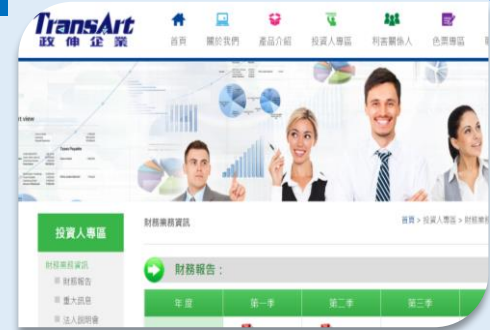 TransArt
政伸企業
首頁 關於我們 產品介紹 投資人專區 利害關係人 色票專區
art view
投資人專區
財務業務資訊
首頁 > 投資人專區 > 財務業務
財務業務資訊
財務報告
重大訊息
法人說明會
財務報告：
年度 第一季 第二季 第三季